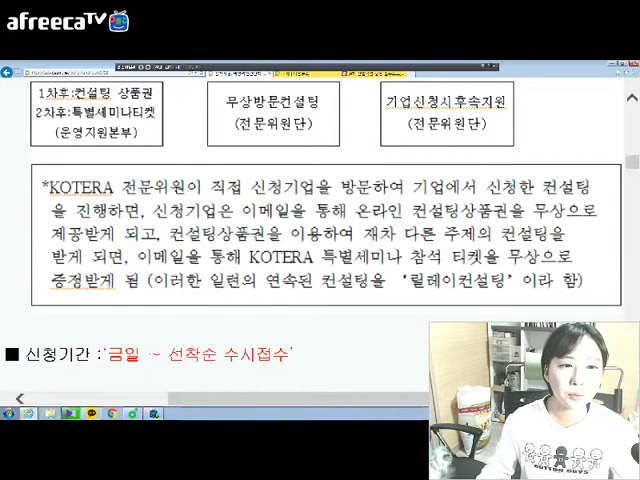 afreecaTV
1차후:컨설팅 상품권
2차후:특별세미나티켓
(운영지원본부)
무상방문컨설팅
(전문위원단)
기업신청시후속지원
(전문위원단)
*KOTERA 전문위원이 직접 신청기업을 방문하여 기업에서 신청한 컨설팅
을 진행하면, 신청기업은 이메일을 통해 온라인 컨설팅상품권을 무상으로
제공받게 되고, 컨설팅상품권을 이용하여 재차 다른 주제의 컨설팅을
받게 되면, 이메일을 통해 KOTERA 특별세미나 참석 티켓을 무상으로
증정받게 됨 (이러한 일련의 연속된 컨설팅을 '릴레이컨설팅' 이라 함)
■ 신청기간 :'금일 ~ 선착순 수시접수'
BUTTON GUYS